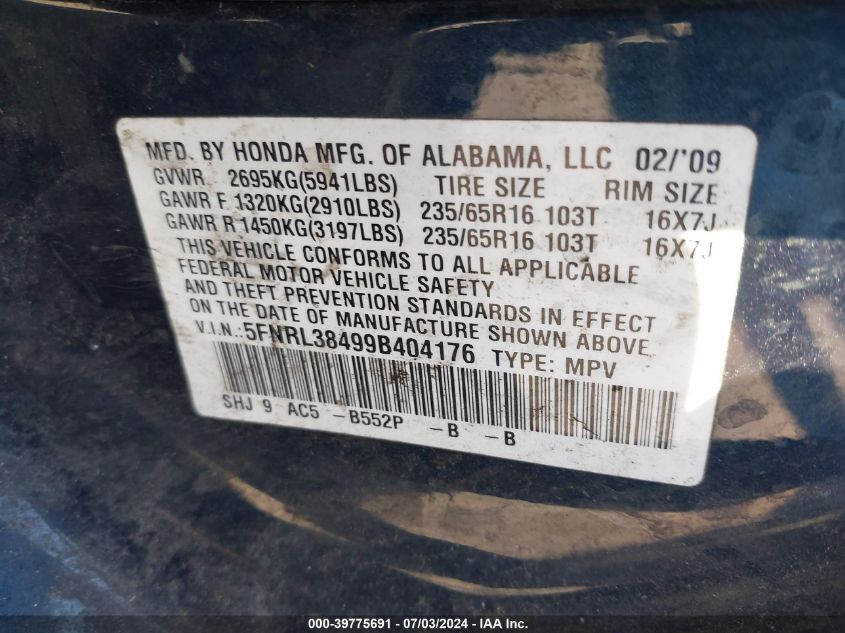 MFD. BY HONDA MFG. OF ALABAMA, LLC 02/'09
GVWR 2695KG(5941LBS) TIRE SIZE RIM SIZE
GAWR F 1320KG(2910LBS) 235/65R16 103T 16X7J
GAWR R 1450KG(3197LBS) 235/65R16 103T 16X7J
THIS VEHICLE CONFORMS TO ALL APPLICABLE
FEDERAL MOTOR VEHICLE SAFETY
AND THEFT PREVENTION STANDARDS IN EFFECT
ON THE DATE OF MANUFACTURE SHOWN ABOVE.
V.I.N.: 5FNRL38499B404176 TYPE: MPV
SHJ 9 AC5 -B552P -B -B
000-39775691 - 07/03/2024 - IAA Inc.